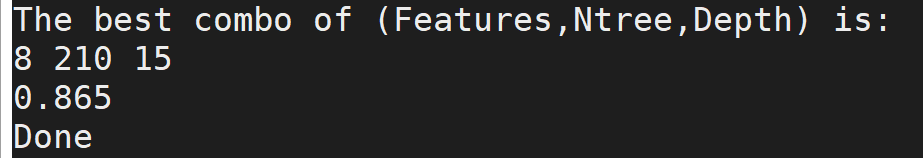 The best combo of (Features,Ntree,Depth) is:
8 210 15
0.865
Done